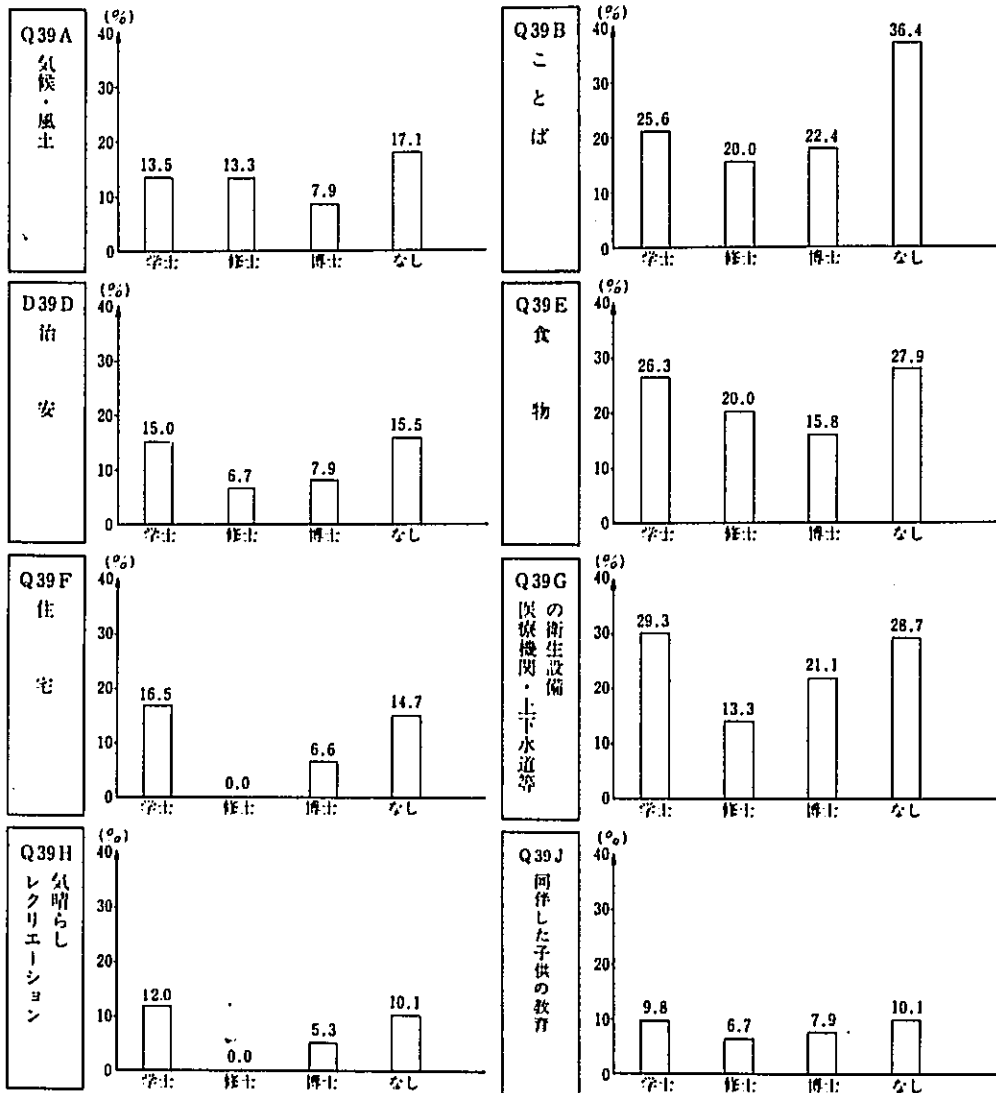 Q39A
気候・風土
(%)
40
30
20
10
0
13.5
13.3
7.9
17.1
学士
修士
博士
なし
Q39B
ことば
(%)
40
30
20
10
0
25.6
20.0
22.4
36.4
学士
修士
博士
なし
D39D
治安
(%)
40
30
20
10
0
15.0
6.7
7.9
15.5
学士
修士
博士
なし
Q39E
食物
(%)
40
30
20
10
0
26.3
20.0
15.8
27.9
学士
修士
博士
なし
Q39F
住宅
(%)
40
30
20
10
0
16.5
0.0
6.6
14.7
学士
修士
博士
なし
Q39G
医療機関・上下水道等
の衛生設備
(%)
40
30
20
10
0
29.3
13.3
21.1
28.7
学士
修士
博士
なし
Q39H
気晴らし
レクリエーション
(%)
40
30
20
10
0
12.0
0.0
5.3
10.1
学士
修士
博士
なし
Q39J
同伴した子供の教育
(%)
40
30
20
10
0
9.8
6.7
7.9
10.1
学士
修士
博士
なし